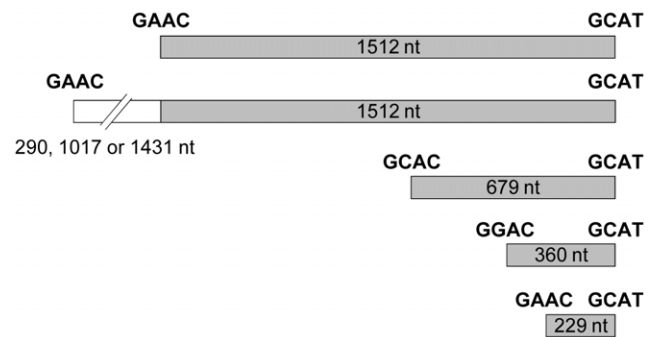 GAAC GCAT
1512 nt
GAAC GCAT
1512 nt
290, 1017 or 1431 nt
GCAC GCAT
679 nt
GGAC GCAT
360 nt
GAAC GCAT
229 nt